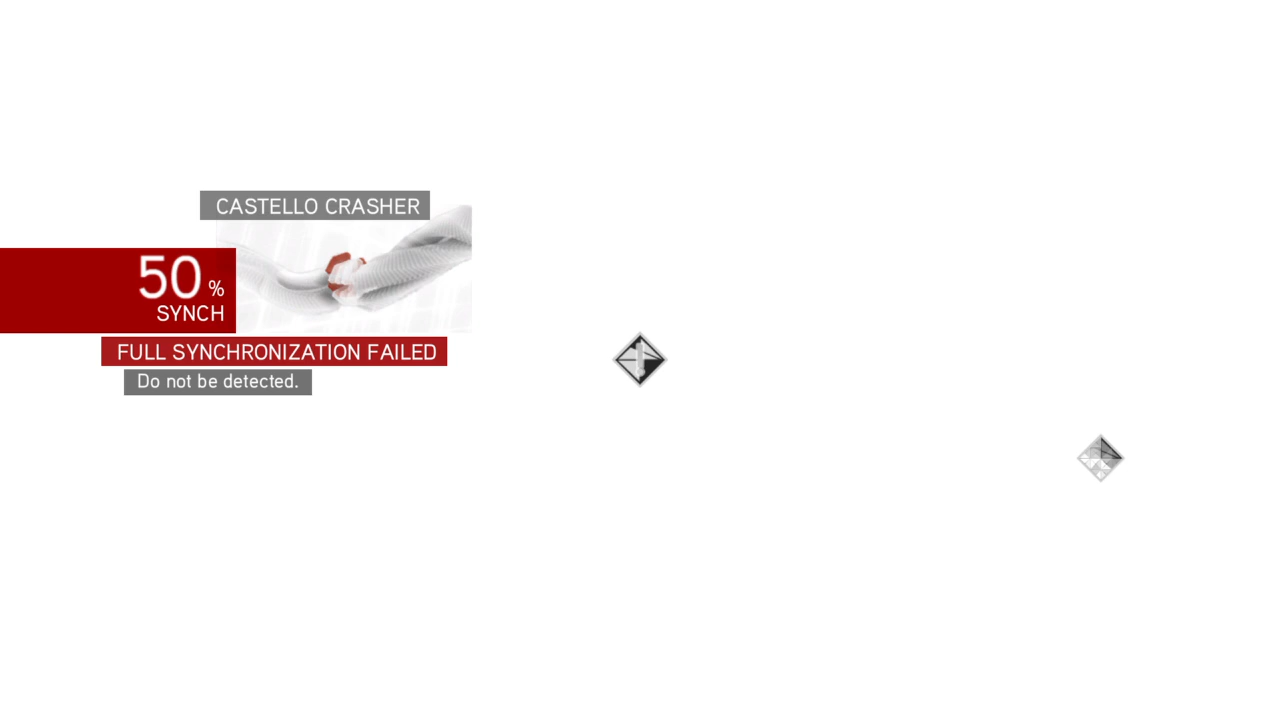 CASTELLO CRASHER
50 %
SYNCH
FULL SYNCHRONIZATION FAILED
Do not be detected.